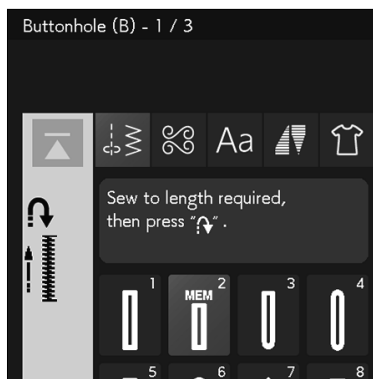 Buttonhole (B) - 1 / 3
Aa
Sew to length required,
then press "↷" .
1
MEM 2
3
4
5
6
7
8